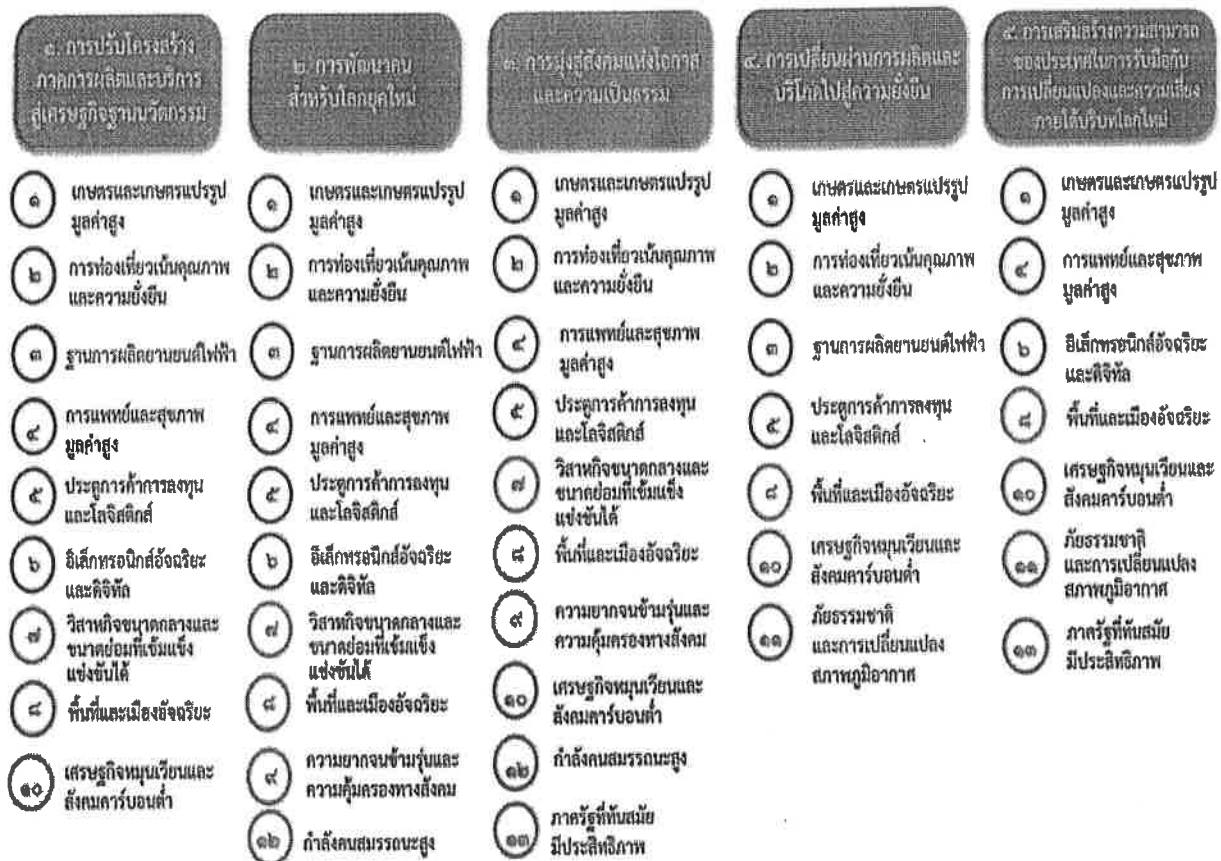 ๑. การปรับโครงสร้าง
ภาคการผลิตและบริการ
สู่เศรษฐกิจฐานนวัตกรรม
๑
เกษตรและเกษตรแปรรูป
มูลค่าสูง
๒
การท่องเที่ยวเน้นคุณภาพ
และความยั่งยืน
๓
ฐานการผลิตยานยนต์ไฟฟ้า
๔
การแพทย์และสุขภาพ
มูลค่าสูง
๕
ประตูการค้าการลงทุน
และโลจิสติกส์
๖
อิเล็กทรอนิกส์อัจฉริยะ
และดิจิทัล
๗
วิสาหกิจขนาดกลางและ
ขนาดย่อมที่เข้มแข็ง
แข่งขันได้
๘
พื้นที่และเมืองอัจฉริยะ
๑๐
เศรษฐกิจหมุนเวียนและ
สังคมคาร์บอนต่ำ
๒. การพัฒนาคน
สำหรับโลกยุคใหม่
๑
เกษตรและเกษตรแปรรูป
มูลค่าสูง
๒
การท่องเที่ยวเน้นคุณภาพ
และความยั่งยืน
๓
ฐานการผลิตยานยนต์ไฟฟ้า
๔
การแพทย์และสุขภาพ
มูลค่าสูง
๕
ประตูการค้าการลงทุน
และโลจิสติกส์
๖
อิเล็กทรอนิกส์อัจฉริยะ
และดิจิทัล
๗
วิสาหกิจขนาดกลางและ
ขนาดย่อมที่เข้มแข็ง
แข่งขันได้
๘
พื้นที่และเมืองอัจฉริยะ
๙
ความยากจนข้ามรุ่นและ
ความคุ้มครองทางสังคม
๑๒
กำลังคนสมรรถนะสูง
๓. การมุ่งสู่สังคมแห่งโอกาส
และความเป็นธรรม
๑
เกษตรและเกษตรแปรรูป
มูลค่าสูง
๒
การท่องเที่ยวเน้นคุณภาพ
และความยั่งยืน
๔
การแพทย์และสุขภาพ
มูลค่าสูง
๕
ประตูการค้าการลงทุน
และโลจิสติกส์
๗
วิสาหกิจขนาดกลางและ
ขนาดย่อมที่เข้มแข็ง
แข่งขันได้
๘
พื้นที่และเมืองอัจฉริยะ
๙
ความยากจนข้ามรุ่นและ
ความคุ้มครองทางสังคม
๑๐
เศรษฐกิจหมุนเวียนและ
สังคมคาร์บอนต่ำ
๑๒
กำลังคนสมรรถนะสูง
๑๓
ภาครัฐที่ทันสมัย
มีประสิทธิภาพ
๔. การเปลี่ยนผ่านการผลิตและ
บริโภคไปสู่ความยั่งยืน
๑
เกษตรและเกษตรแปรรูป
มูลค่าสูง
๒
การท่องเที่ยวเน้นคุณภาพ
และความยั่งยืน
๓
ฐานการผลิตยานยนต์ไฟฟ้า
๕
ประตูการค้าการลงทุน
และโลจิสติกส์
๘
พื้นที่และเมืองอัจฉริยะ
๑๐
เศรษฐกิจหมุนเวียนและ
สังคมคาร์บอนต่ำ
๑๑
ภัยธรรมชาติ
และการเปลี่ยนแปลง
สภาพภูมิอากาศ
๕. การเสริมสร้างความสามารถ
ของประเทศในการรับมือกับ
การเปลี่ยนแปลงและความเสี่ยง
ภายใต้บริบทโลกใหม่
๑
เกษตรและเกษตรแปรรูป
มูลค่าสูง
๔
การแพทย์และสุขภาพ
มูลค่าสูง
๖
อิเล็กทรอนิกส์อัจฉริยะ
และดิจิทัล
๘
พื้นที่และเมืองอัจฉริยะ
๑๐
เศรษฐกิจหมุนเวียนและ
สังคมคาร์บอนต่ำ
๑๑
ภัยธรรมชาติ
และการเปลี่ยนแปลง
สภาพภูมิอากาศ
๑๓
ภาครัฐที่ทันสมัย
มีประสิทธิภาพ